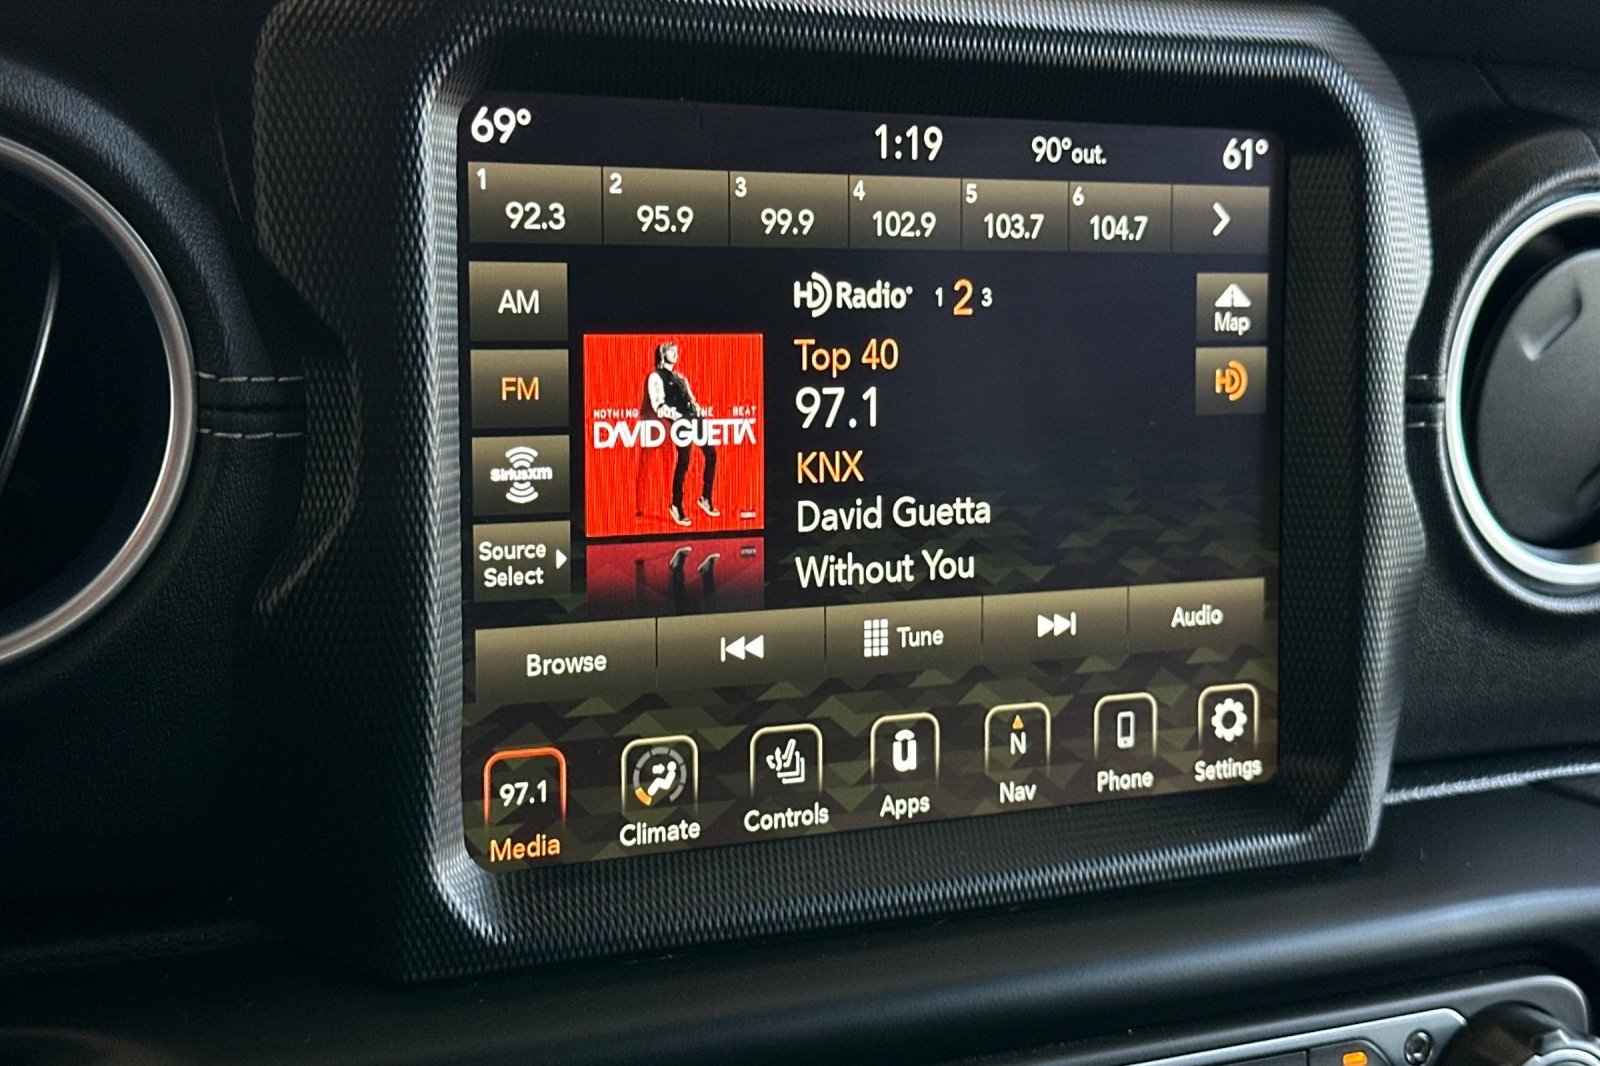 69° 1:19 90°out. 61°
1 2 3 4 5 6
92.3 95.9 99.9 102.9 103.7 104.7
AM
FM
SiriusXM
Source
Select
HD Radio 1 2 3
Top 40
97.1
KNX
David Guetta
Without You
NOTHING BUT THE BEAT
DAVID GUETTA
Map
HD
Browse Tune Audio
97.1
Media
Climate
Controls
Apps
N
Nav
Phone
Settings